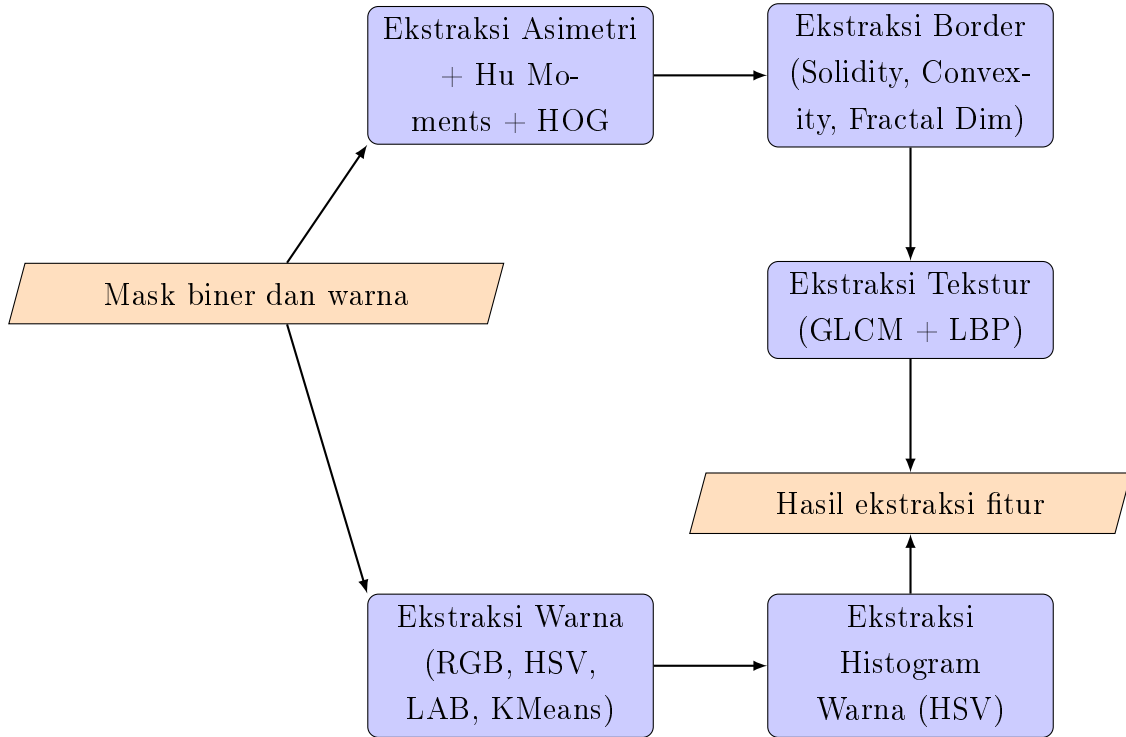 Ekstraksi Asimetri
+ Hu Mo-
ments + HOG
Ekstraksi Border
(Solidity, Convex-
ity, Fractal Dim)
Mask biner dan warna
Ekstraksi Tekstur
(GLCM + LBP)
Hasil ekstraksi fitur
Ekstraksi Warna
(RGB, HSV,
LAB, KMeans)
Ekstraksi
Histogram
Warna (HSV)